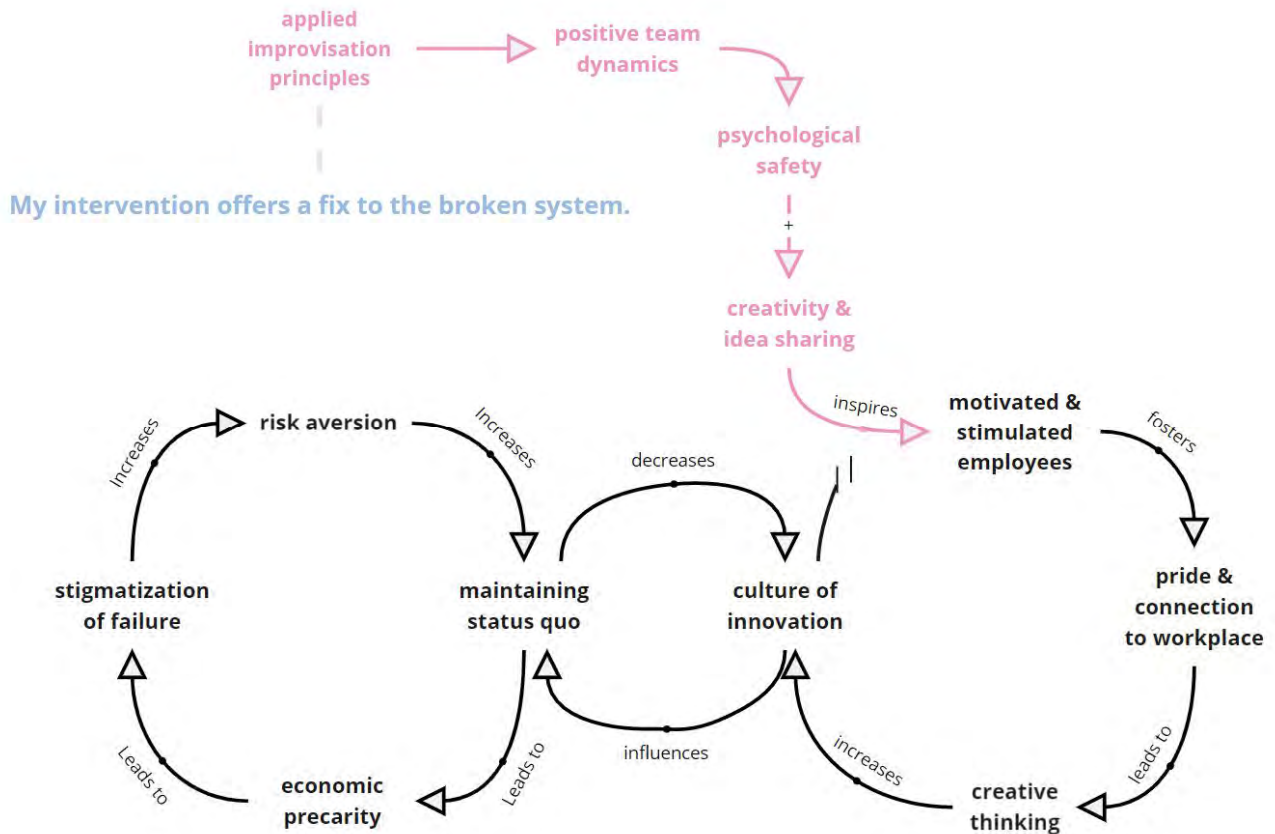 applied
improvisation
principles
positive team
dynamics
psychological
safety
+
My intervention offers a fix to the broken system.
creativity &
idea sharing
inspires
motivated &
stimulated
employees
fosters
Increases
risk aversion
Increases
decreases
stigmatization
of failure
maintaining
status quo
culture of
innovation
pride &
connection
to workplace
Leads to
economic
precarity
Leads to
influences
increases
creative
thinking
leads to